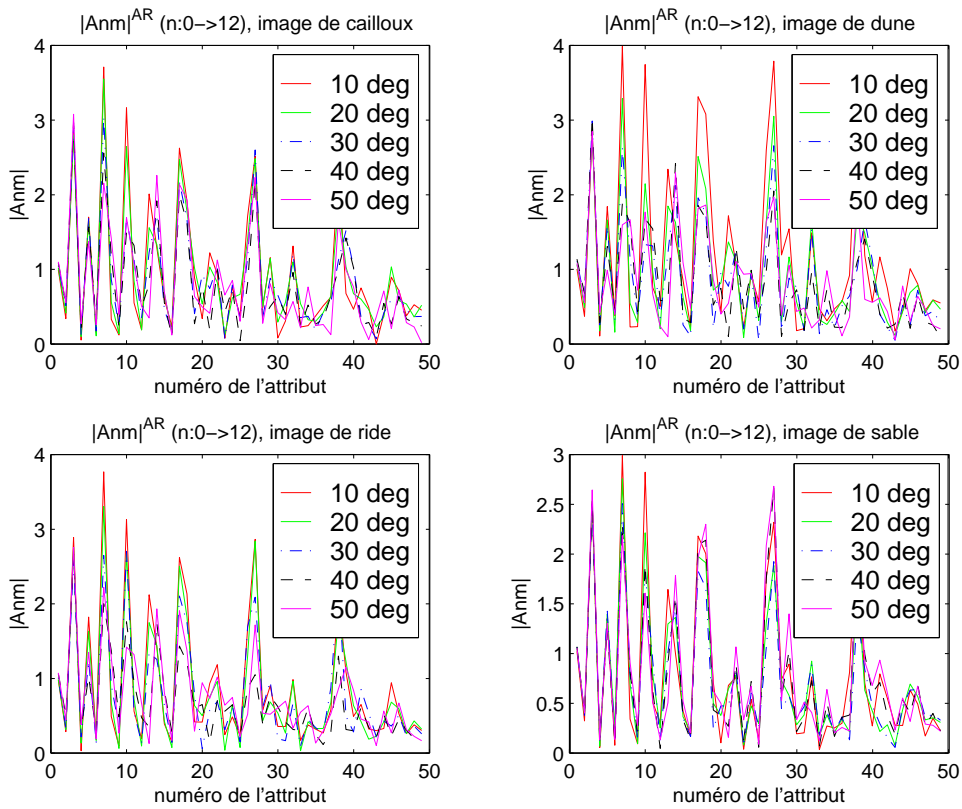 |Anm|^AR (n:0->12), image de cailloux
|Anm|
4
3
2
1
0
10 deg
20 deg
30 deg
40 deg
50 deg
0 10 20 30 40 50
numéro de l'attribut
|Anm|^AR (n:0->12), image de dune
|Anm|
4
3
2
1
0
10 deg
20 deg
30 deg
40 deg
50 deg
0 10 20 30 40 50
numéro de l'attribut
|Anm|^AR (n:0->12), image de ride
|Anm|
4
3
2
1
0
10 deg
20 deg
30 deg
40 deg
50 deg
0 10 20 30 40 50
numéro de l'attribut
|Anm|^AR (n:0->12), image de sable
|Anm|
3
2.5
2
1.5
1
0.5
0
10 deg
20 deg
30 deg
40 deg
50 deg
0 10 20 30 40 50
numéro de l'attribut